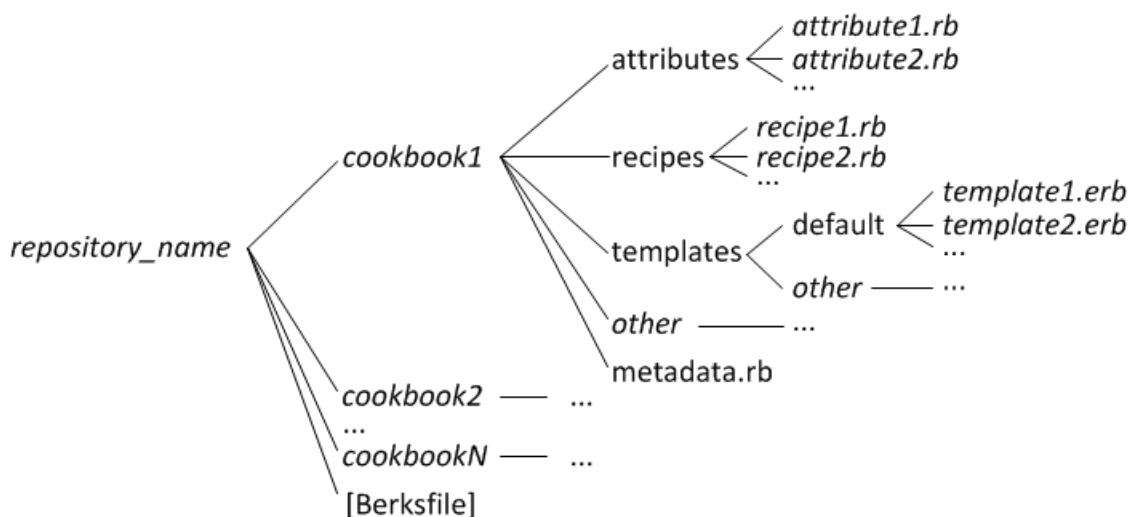 attribute1.rb
attributes
attribute2.rb
...
recipe1.rb
cookbook1
recipes
recipe2.rb
...
template1.erb
default
template2.erb
repository_name
templates
...
other
...
other
...
metadata.rb
cookbook2
...
...
cookbookN
...
[Berksfile]